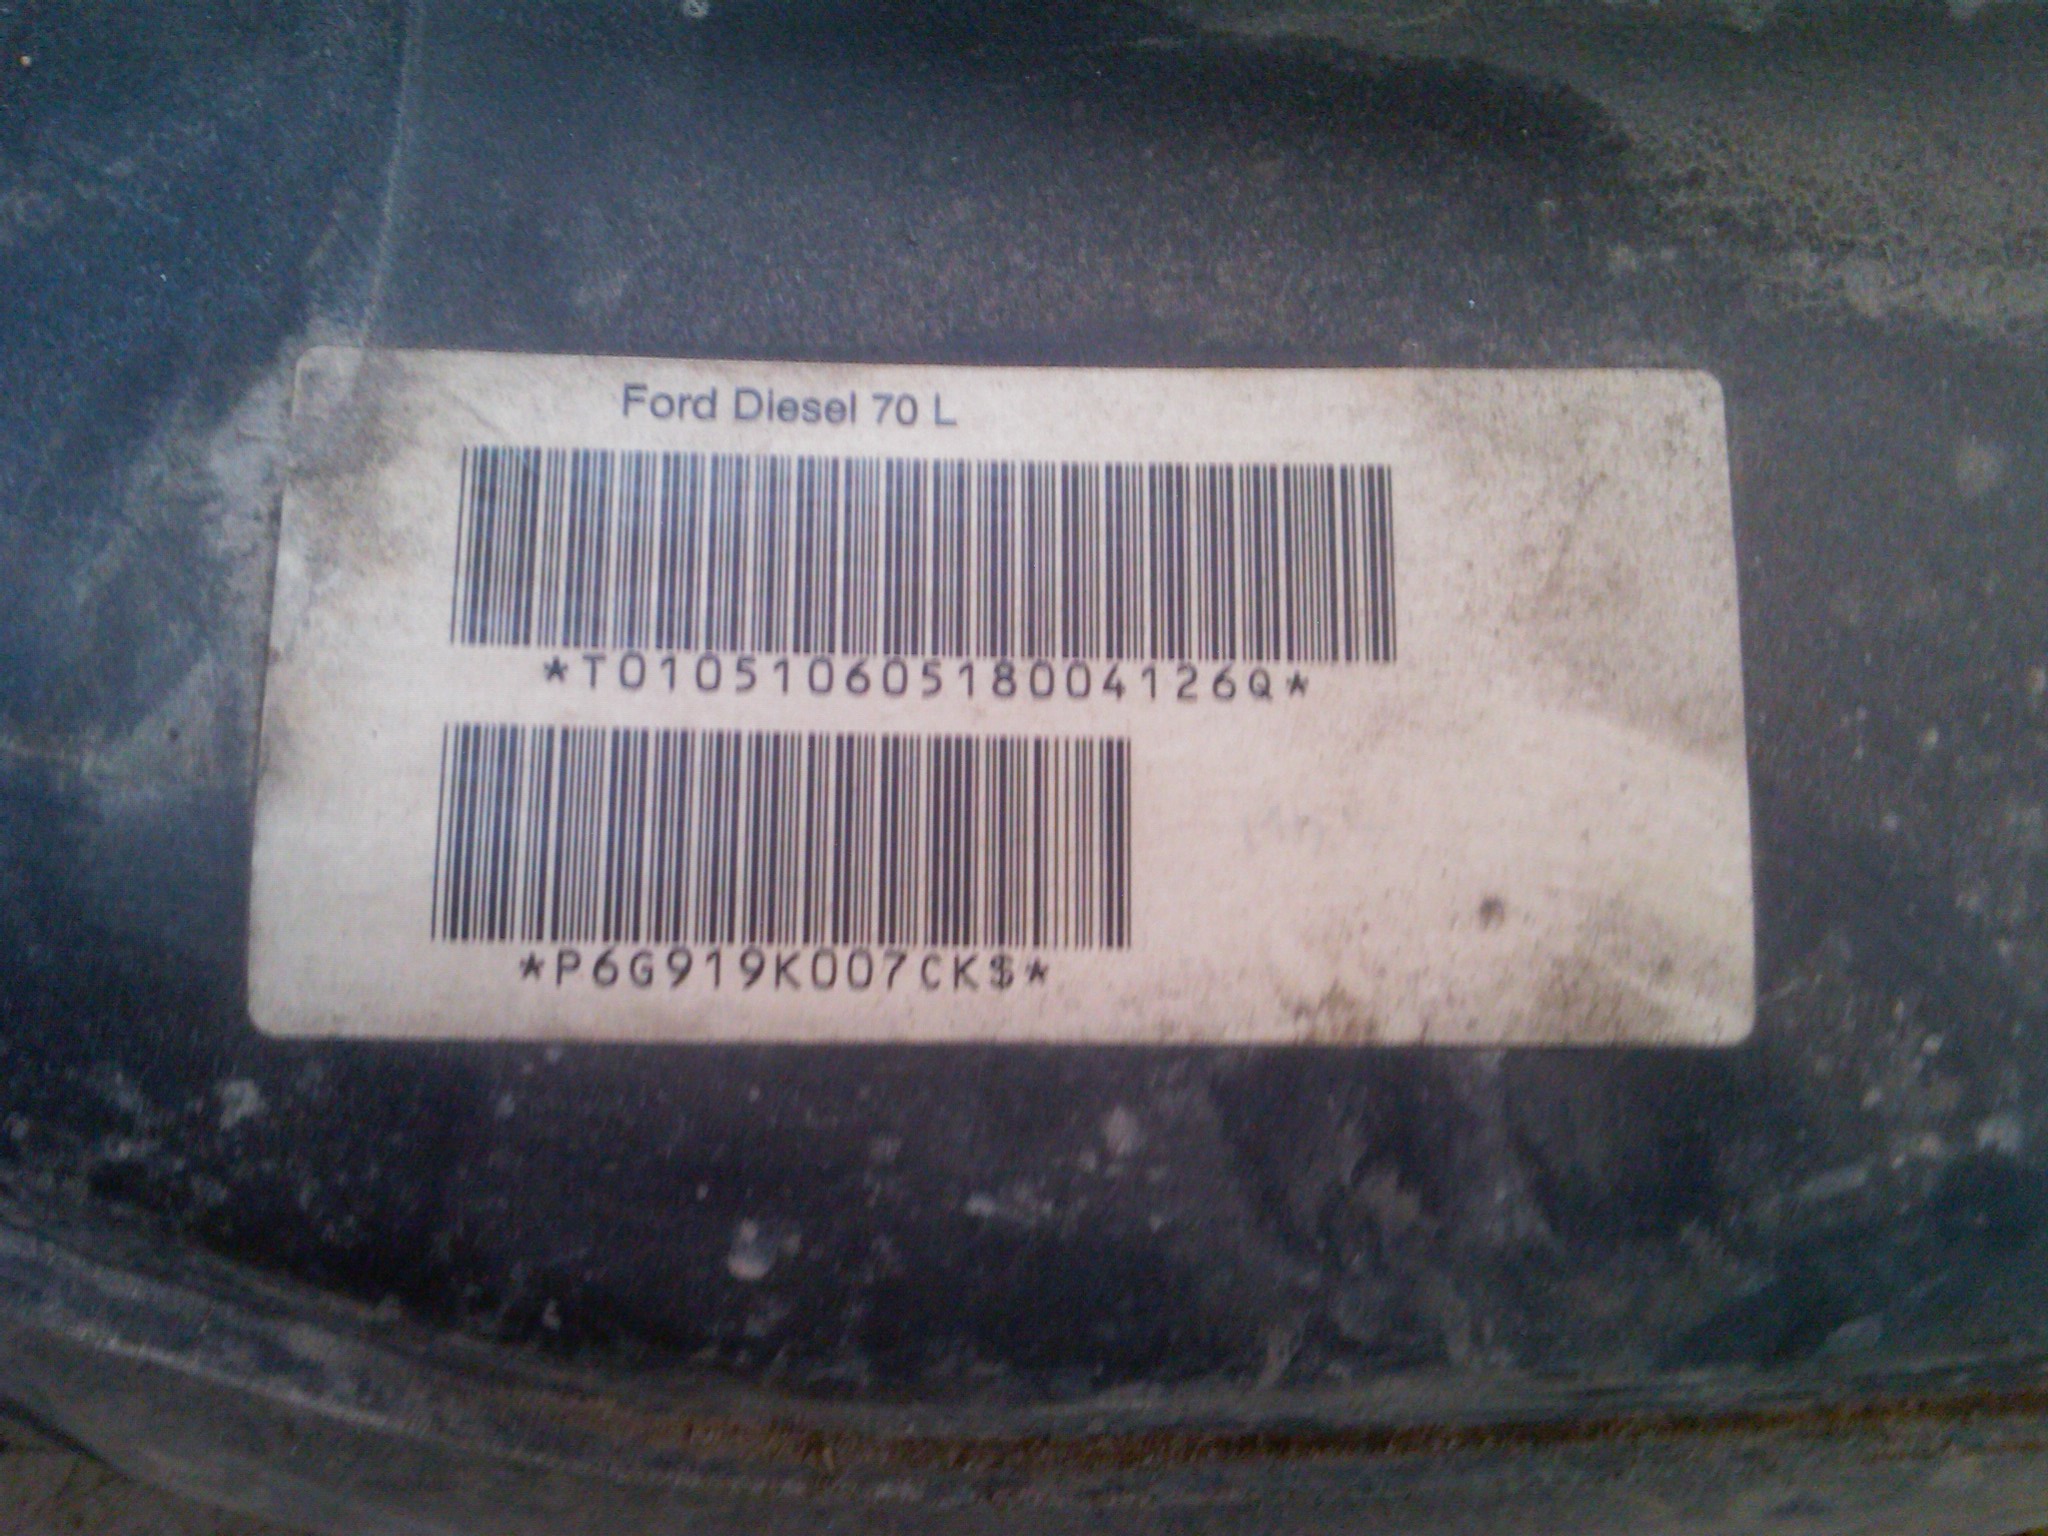 Ford Diesel 70 L
*T01051060518004126Q*
*P6G919K007CK$*